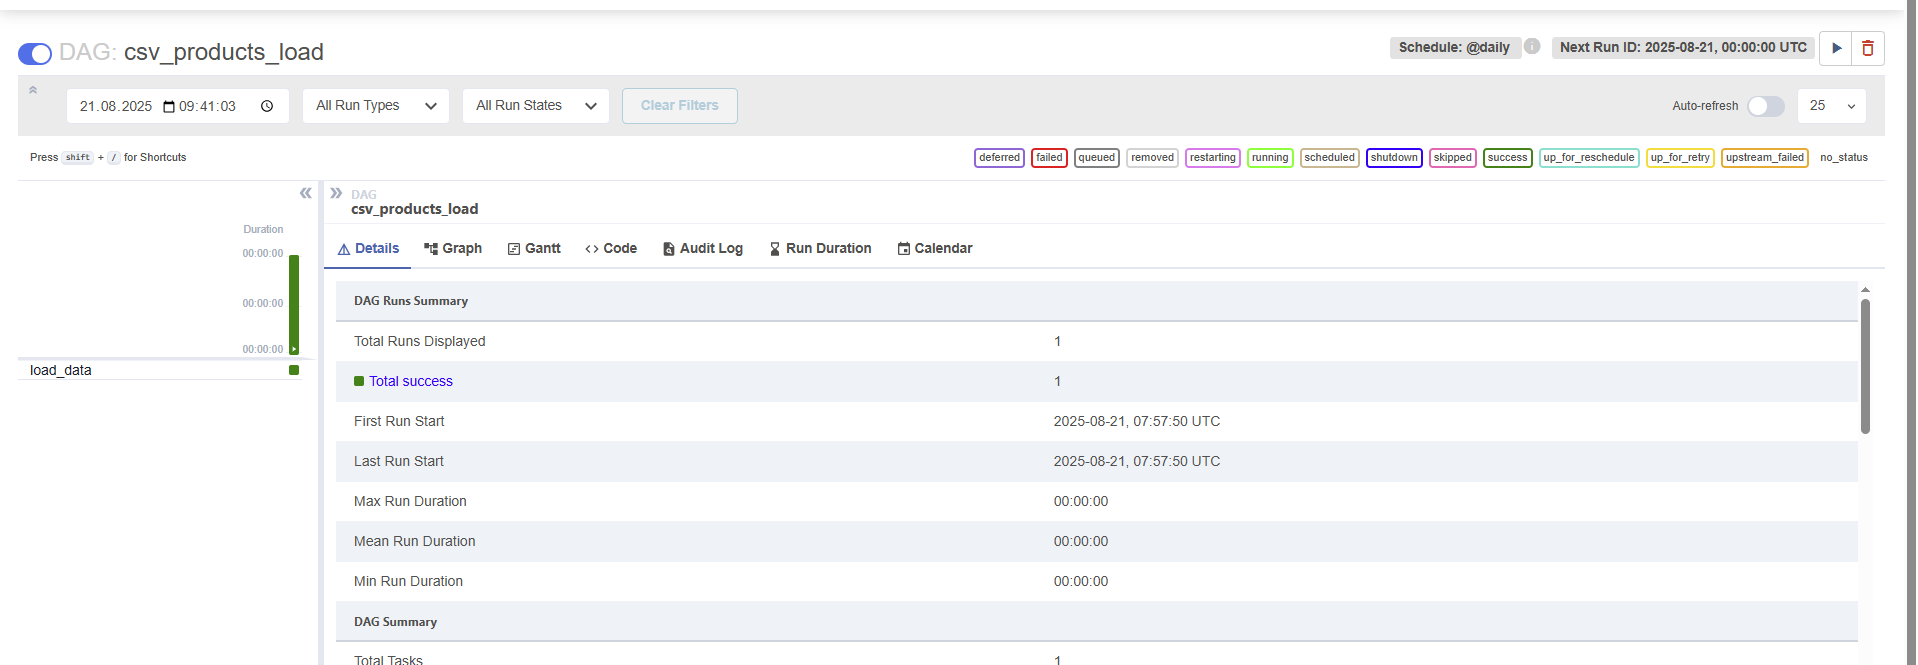 DAG: csv_products_load
Schedule: @daily
Next Run ID: 2025-08-21, 00:00:00 UTC
21.08.2025 09:41:03
All Run Types
All Run States
Clear Filters
Auto-refresh
25
Press shift + / for Shortcuts
deferred failed queued removed restarting running scheduled shutdown skipped success up_for_reschedule up_for_retry upstream_failed no_status
Duration
00:00:00
00:00:00
00:00:00
load_data
DAG
csv_products_load
Details Graph Gantt Code Audit Log Run Duration Calendar
DAG Runs Summary
Total Runs Displayed 1
Total success 1
First Run Start 2025-08-21, 07:57:50 UTC
Last Run Start 2025-08-21, 07:57:50 UTC
Max Run Duration 00:00:00
Mean Run Duration 00:00:00
Min Run Duration 00:00:00
DAG Summary
Total Tasks 1